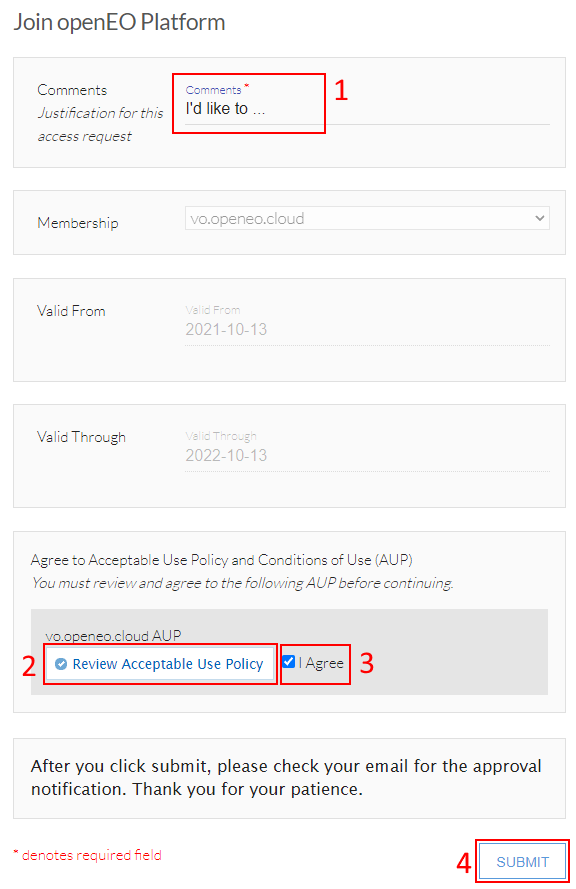 Join openEO Platform
Comments
Justification for this
access request
Comments *
I'd like to ...
1
Membership
vo.openeo.cloud
Valid From
Valid From
2021-10-13
Valid Through
Valid Through
2022-10-13
Agree to Acceptable Use Policy and Conditions of Use (AUP)
You must review and agree to the following AUP before continuing.
vo.openeo.cloud AUP
2 Review Acceptable Use Policy I Agree 3
After you click submit, please check your email for the approval
notification. Thank you for your patience.
* denotes required field
4 SUBMIT